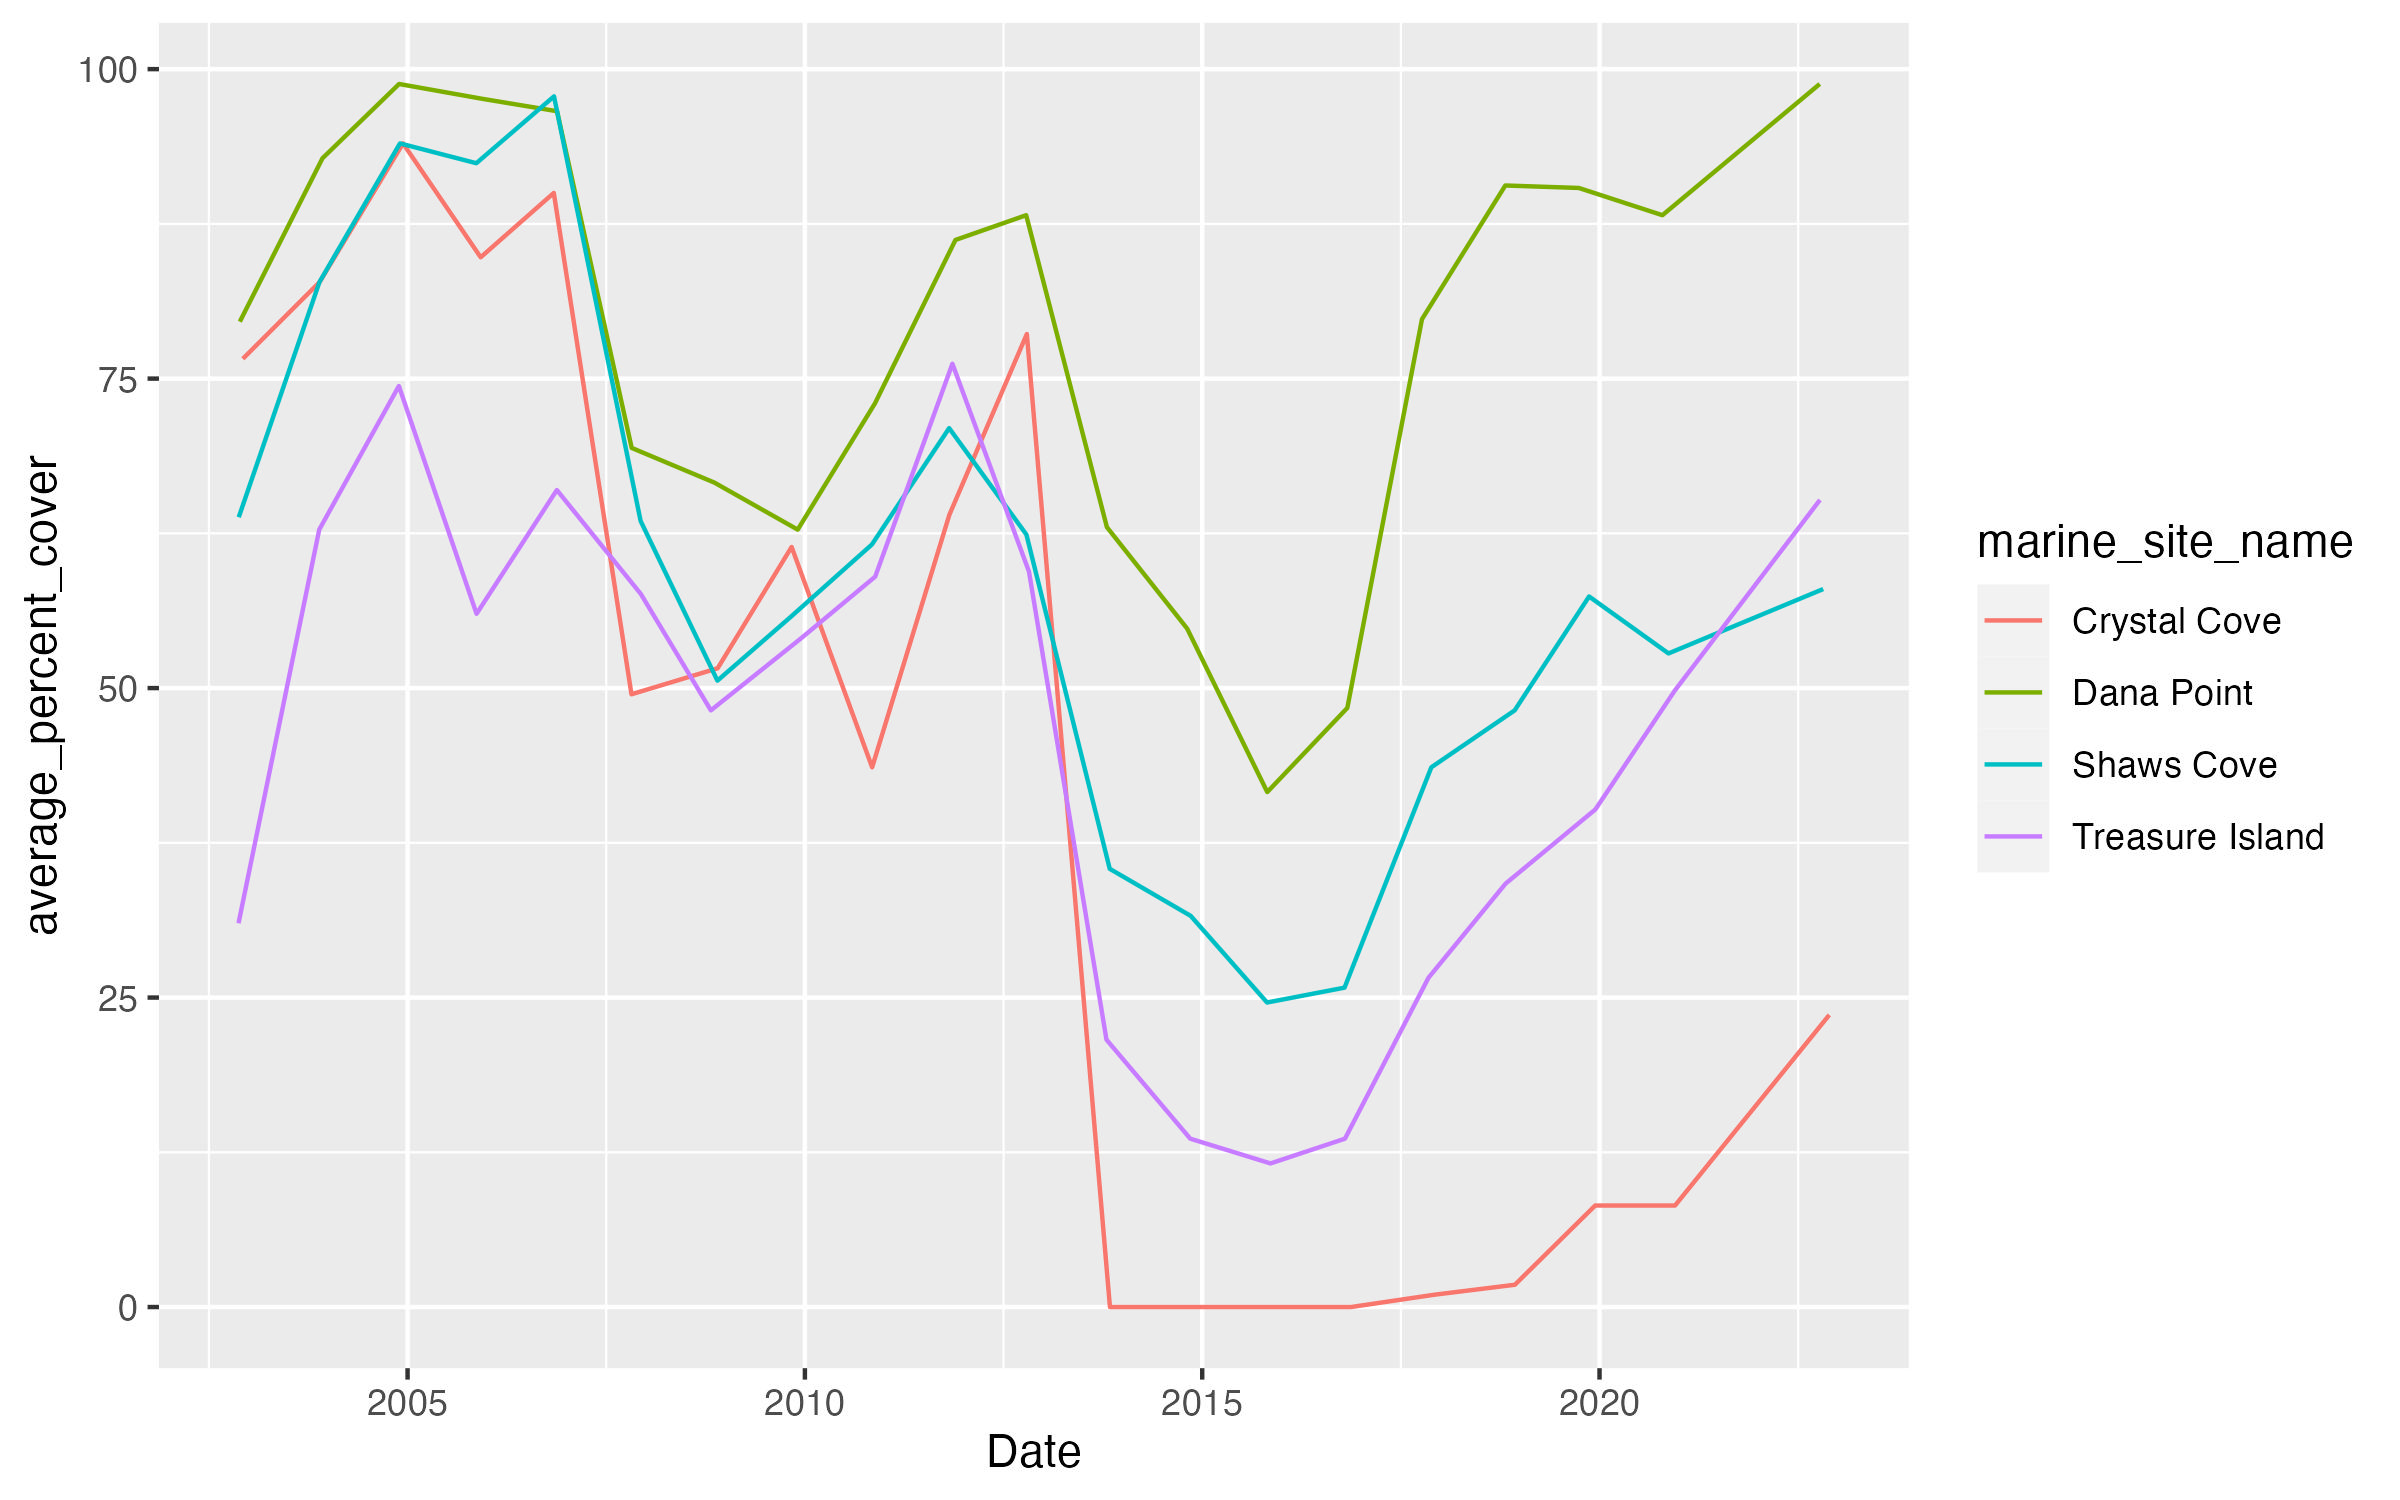 100
75
50
25
0
average_percent_cover
2005 2010 2015 2020
Date
marine_site_name
Crystal Cove
Dana Point
Shaws Cove
Treasure Island